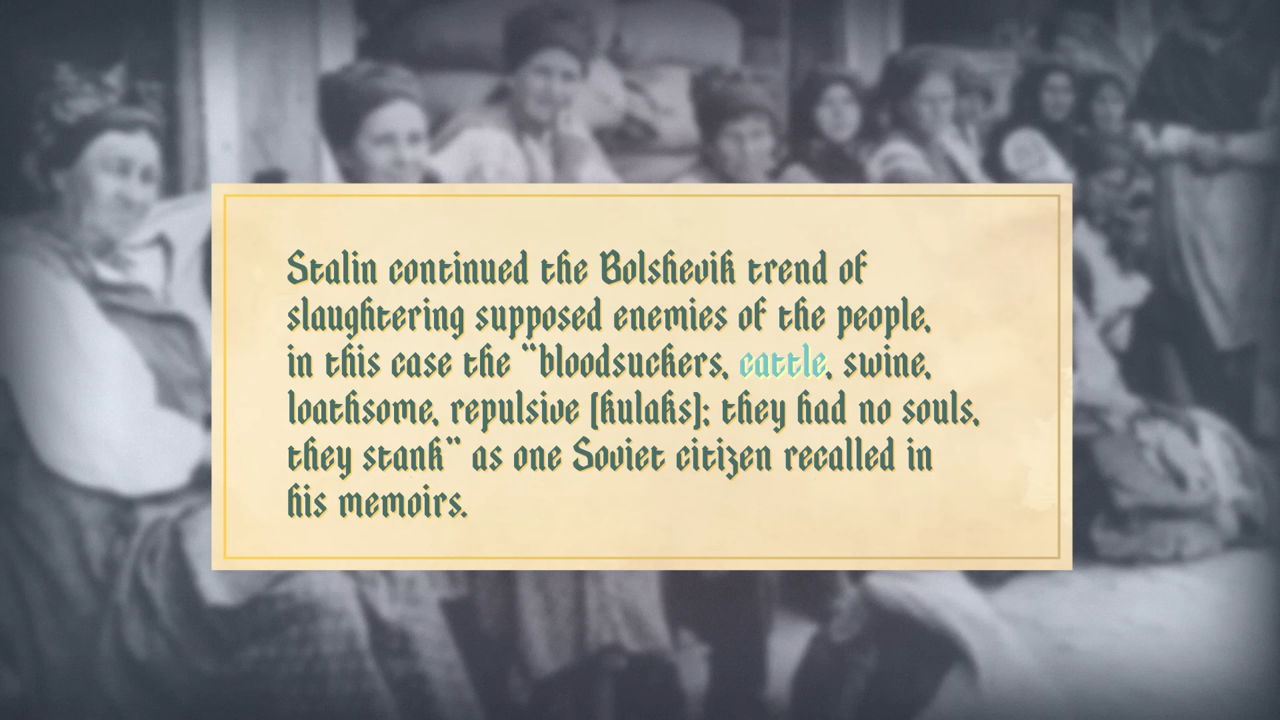 Stalin continued the Bolshevik trend of
slaughtering supposed enemies of the people,
in this case the “bloodsuckers, cattle, swine,
loathsome, repulsive [kulaks]; they had no souls,
they stank” as one Soviet citizen recalled in
his memoirs.